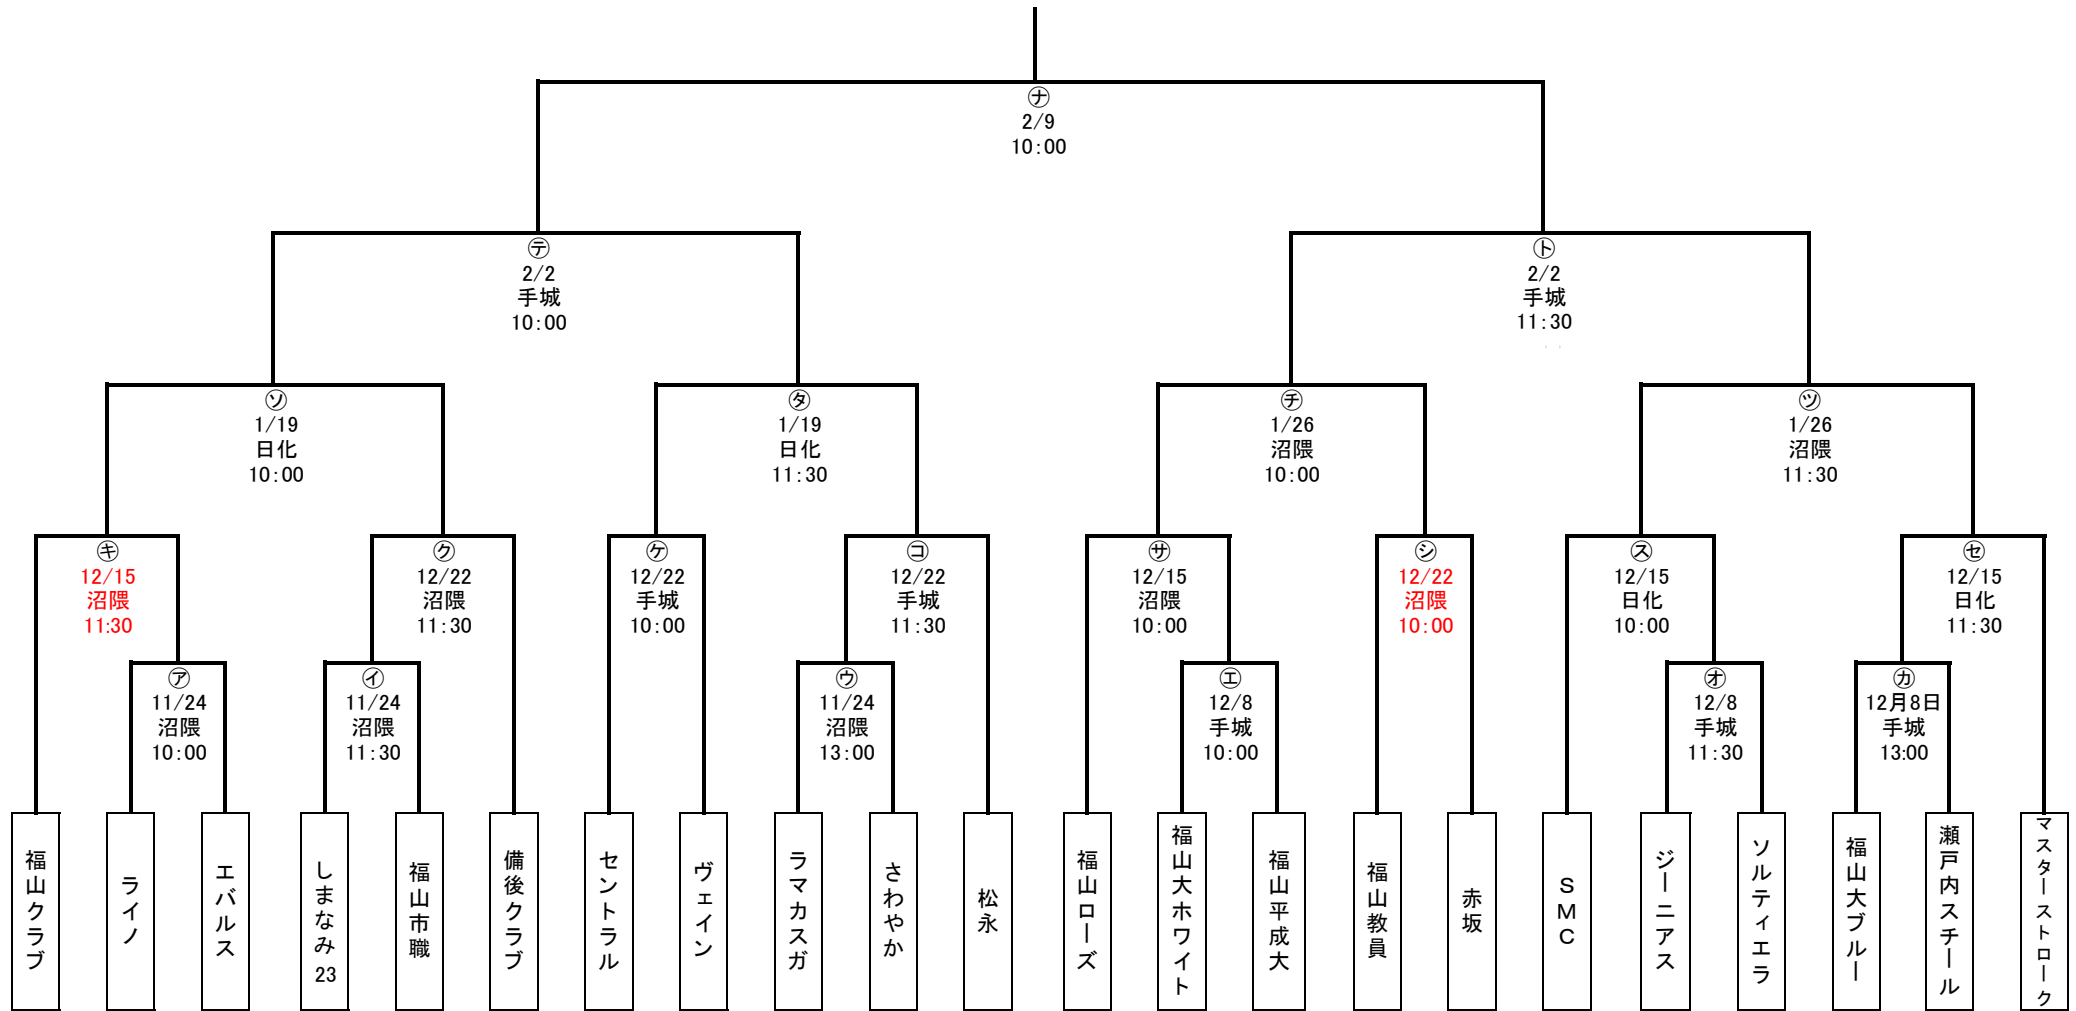 ㋤
2/9
10:00
㋢
2/2
手城
10:00
㋣
2/2
手城
11:30
㋞
1/19
日化
10:00
㋟
1/19
日化
11:30
㋠
1/26
沼隈
10:00
㋡
1/26
沼隈
11:30
㋖
12/15
沼隈
11:30
㋗
12/22
沼隈
11:30
㋘
12/22
手城
10:00
㋙
12/22
手城
11:30
㋚
12/15
沼隈
10:00
㋛
12/22
沼隈
10:00
㋜
12/15
日化
10:00
㋝
12/15
日化
11:30
㋐
11/24
沼隈
10:00
㋑
11/24
沼隈
11:30
㋒
11/24
沼隈
13:00
㋓
12/8
手城
10:00
㋔
12/8
手城
11:30
㋕
12月8日
手城
13:00
福山クラブ
ライノ
エバルス
しまなみ23
福山市職
備後クラブ
セントラル
ヴェイン
ラマカスガ
さわやか
松永
福山ローズ
福山大ホワイト
福山平成大
福山教員
赤坂
SMC
ジーニアス
ソルティエラ
福山大ブルー
瀬戸内スチール
マスターストローク